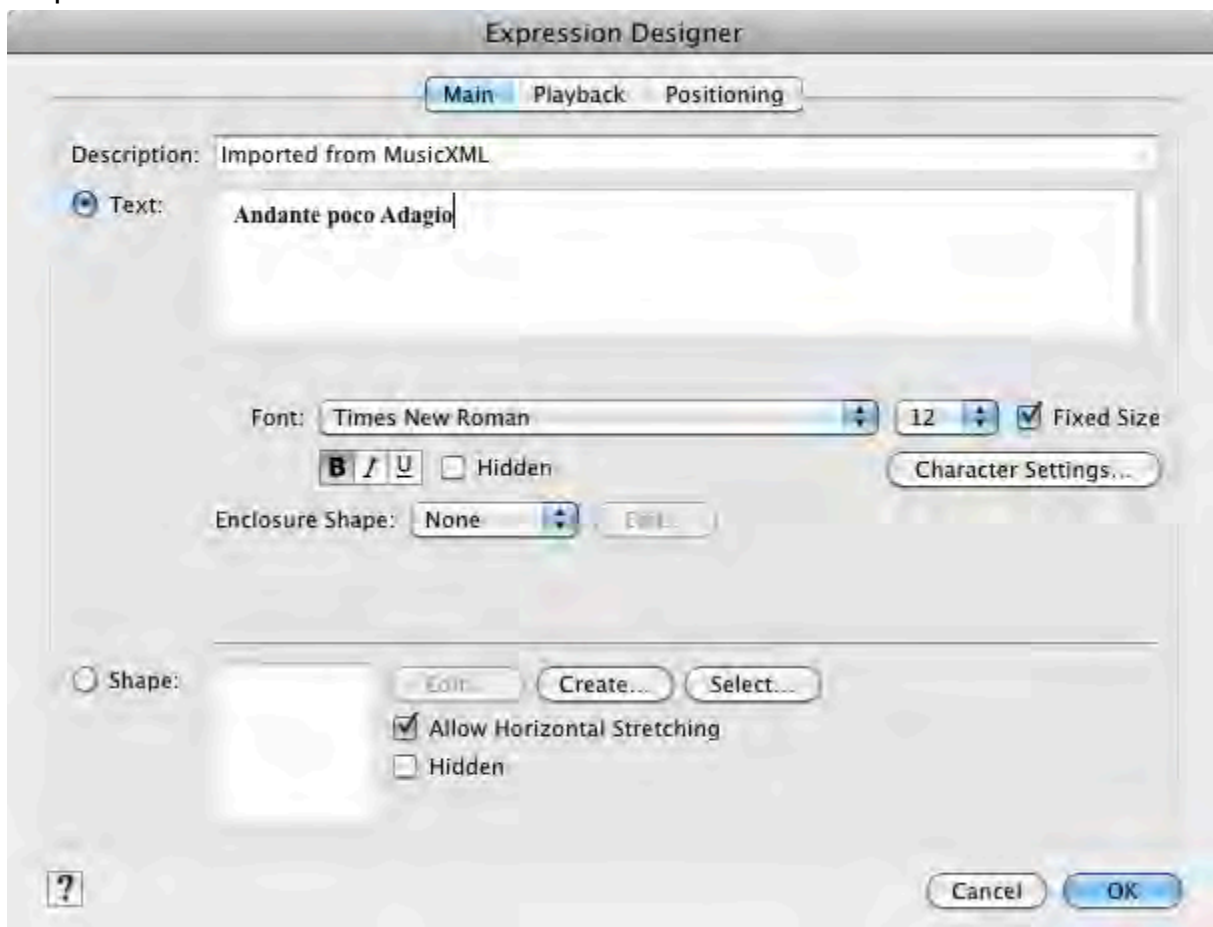 Expression Designer
Main Playback Positioning
Description: Imported from MusicXML
Text: Andante poco Adagio
Font: Times New Roman 12 Fixed Size
B I U Hidden Character Settings...
Enclosure Shape: None Edit...
Shape: Edit... Create... Select...
Allow Horizontal Stretching
Hidden
? Cancel OK